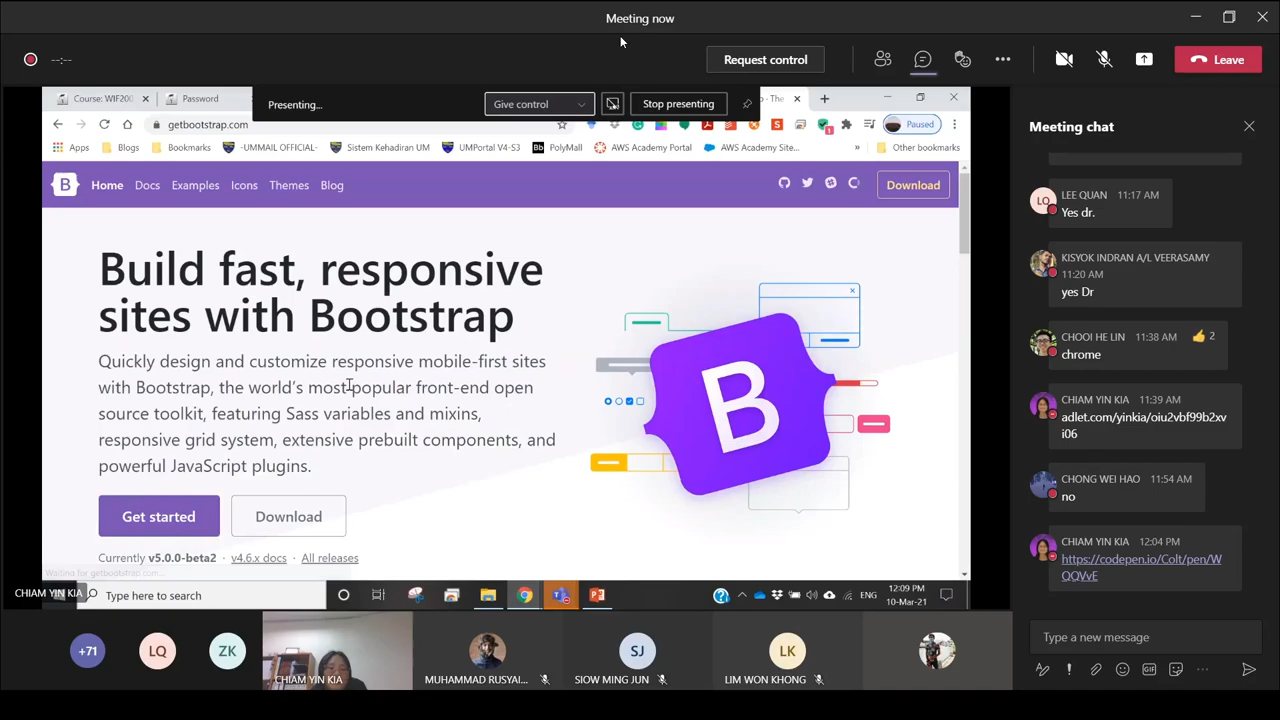 Meeting now
--:--
Request control
Leave
Course: WIF200
Password
Presenting...
Give control
Stop presenting
- The
getbootstrap.com
Paused
Apps
Blogs
Bookmarks
-UMMAIL OFFICIAL-
Sistem Kehadiran UM
UMPortal V4-S3
Bb
PolyMall
AWS Academy Portal
AWS Academy Site...
»
Other bookmarks
B
Home
Docs
Examples
Icons
Themes
Blog
Download
Build fast, responsive
sites with Bootstrap
Quickly design and customize responsive mobile-first sites
with Bootstrap, the world’s most popular front-end open
source toolkit, featuring Sass variables and mixins,
responsive grid system, extensive prebuilt components, and
powerful JavaScript plugins.
B
Get started
Download
Currently v5.0.0-beta2 · v4.6.x docs · All releases
Waiting for getbootstrap.com...
CHIAM YIN KIA
Type here to search
ENG
12:09 PM
10-Mar-21
+71
LQ
ZK
CHIAM YIN KIA
MUHAMMAD RUSYAI...
SJ
SIOW MING JUN
LK
LIM WON KHONG
Meeting chat
LQ
LEE QUAN 11:17 AM
Yes dr.
KISYOK INDRAN A/L VEERASAMY
11:20 AM
yes Dr
CHOOI HE LIN 11:38 AM
2
chrome
CHIAM YIN KIA 11:39 AM
adlet.com/yinkia/oiu2vbf99b2xv
i06
CHONG WEI HAO 11:54 AM
no
CHIAM YIN KIA 12:04 PM
https://codepen.io/Colt/pen/W
QQVvE
Type a new message
GIF